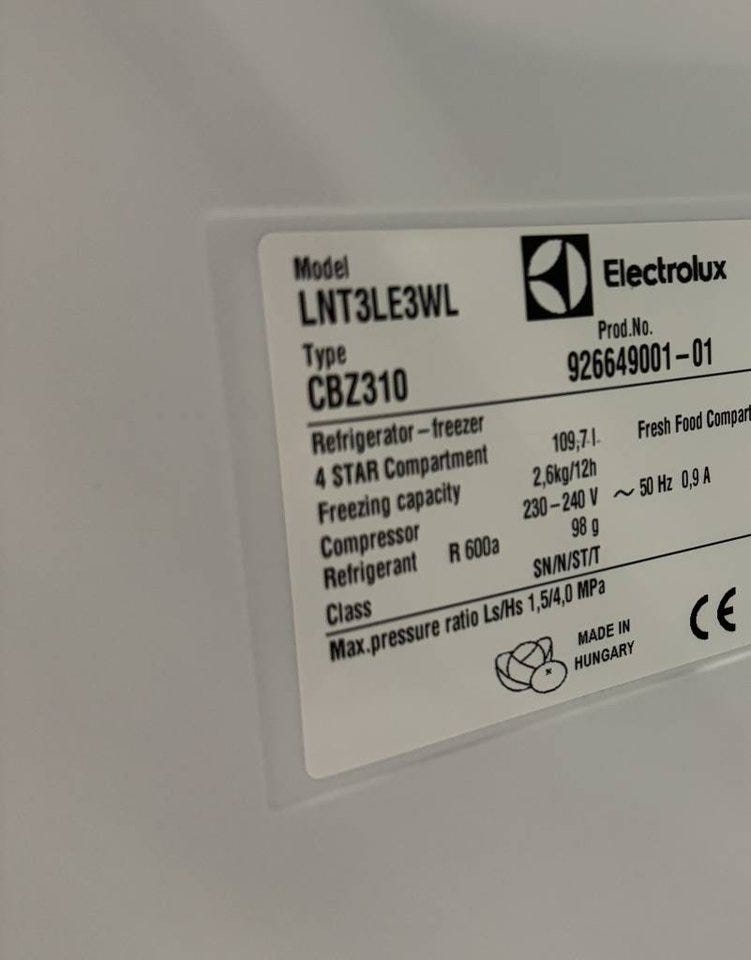 Model
LNT3LE3WL
Electrolux
Type
CBZ310
Prod.No.
926649001-01
Refrigerator-freezer
4 STAR Compartment 109,7 l. Fresh Food
Freezing capacity 2,6kg/12h
Compressor 230-240 V ~ 50 Hz 0,9 A
Refrigerant R 600a 98 g
Class SN/N/ST/T
Max.pressure ratio Ls/Hs 1,5/4,0 MPa
MADE IN
HUNGARY
CE